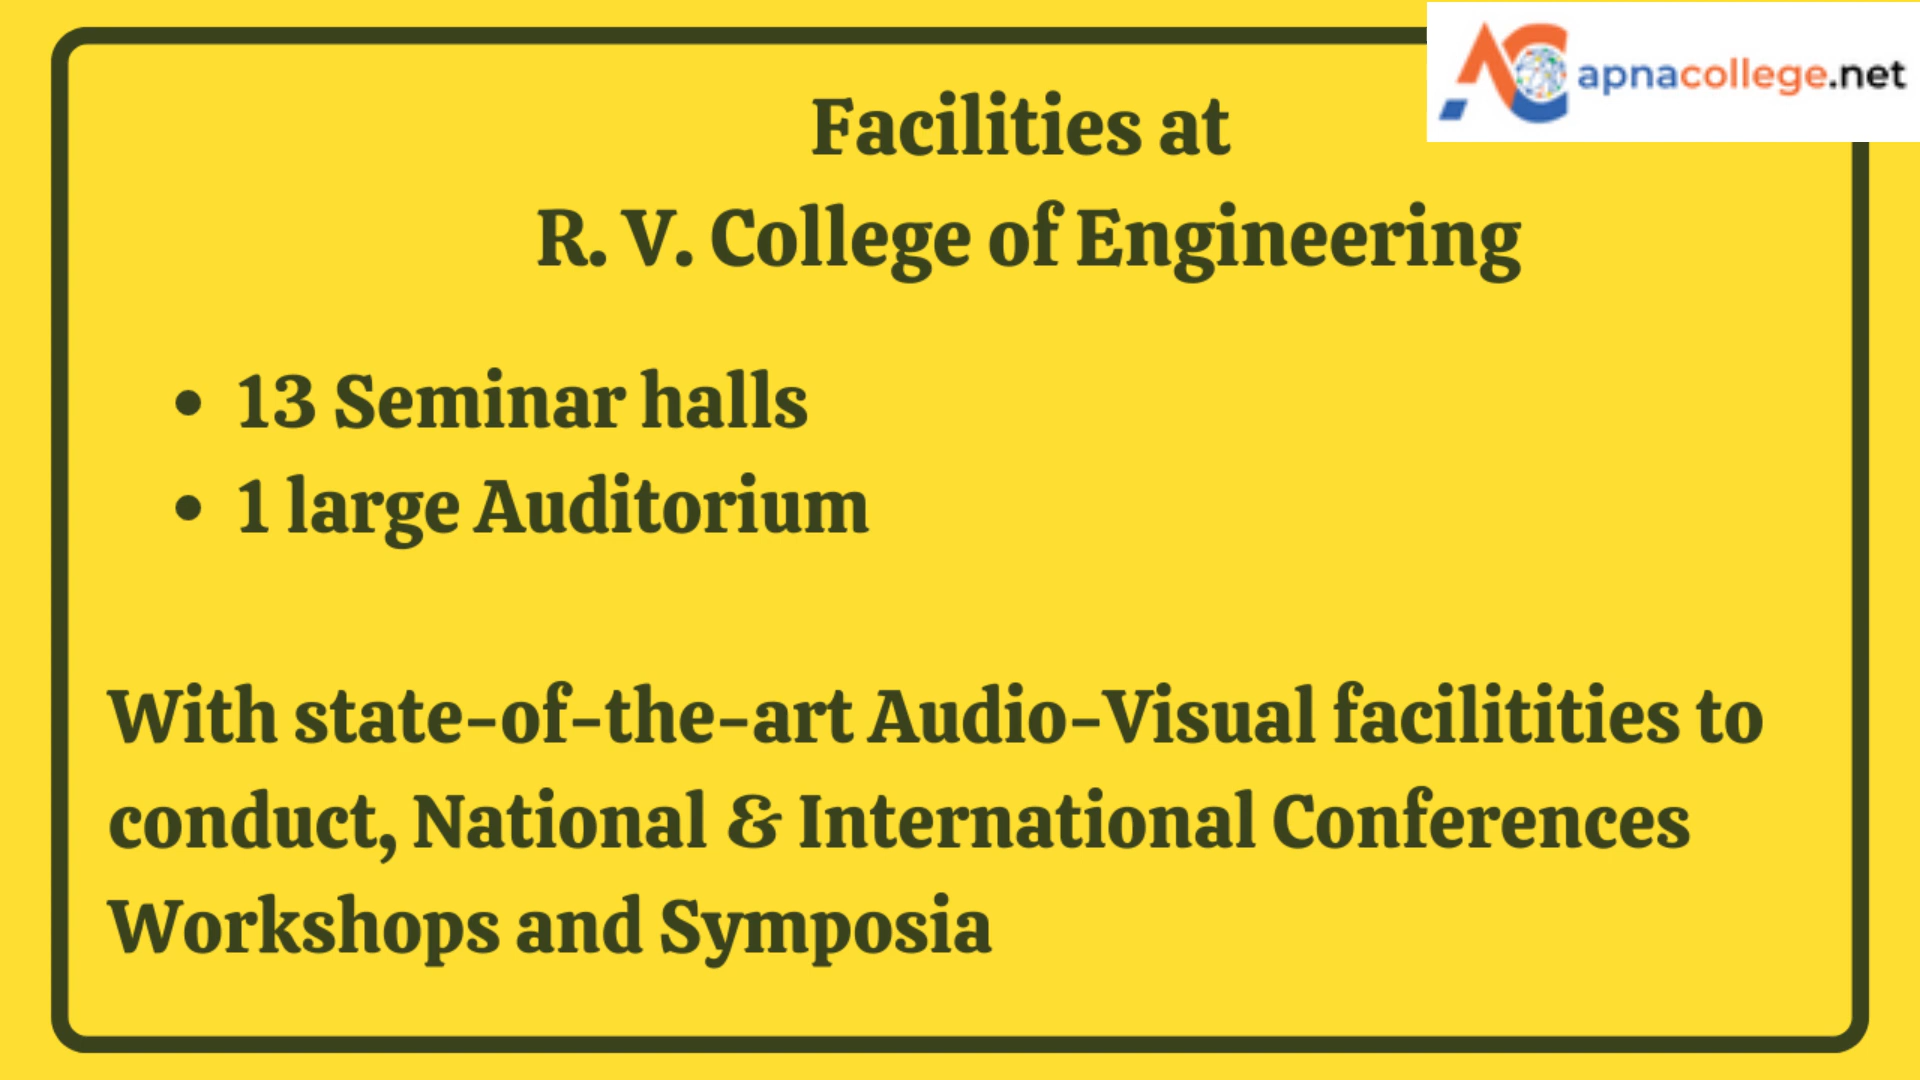 apnacollege.net
Facilities at
R. V. College of Engineering
• 13 Seminar halls
• 1 large Auditorium
With state-of-the-art Audio-Visual facilitities to
conduct, National & International Conferences
Workshops and Symposia